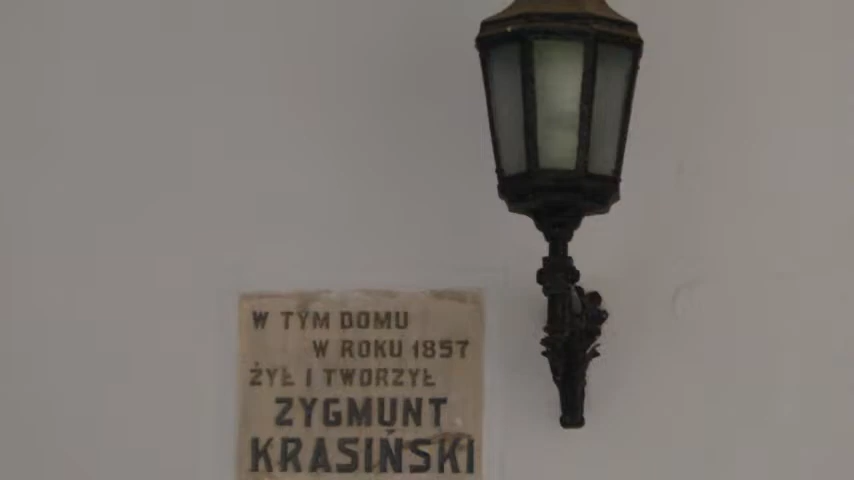 W TYM DOMU
W ROKU 1857
ŻYŁ I TWORZYŁ
ZYGMUNT
KRASIŃSKI